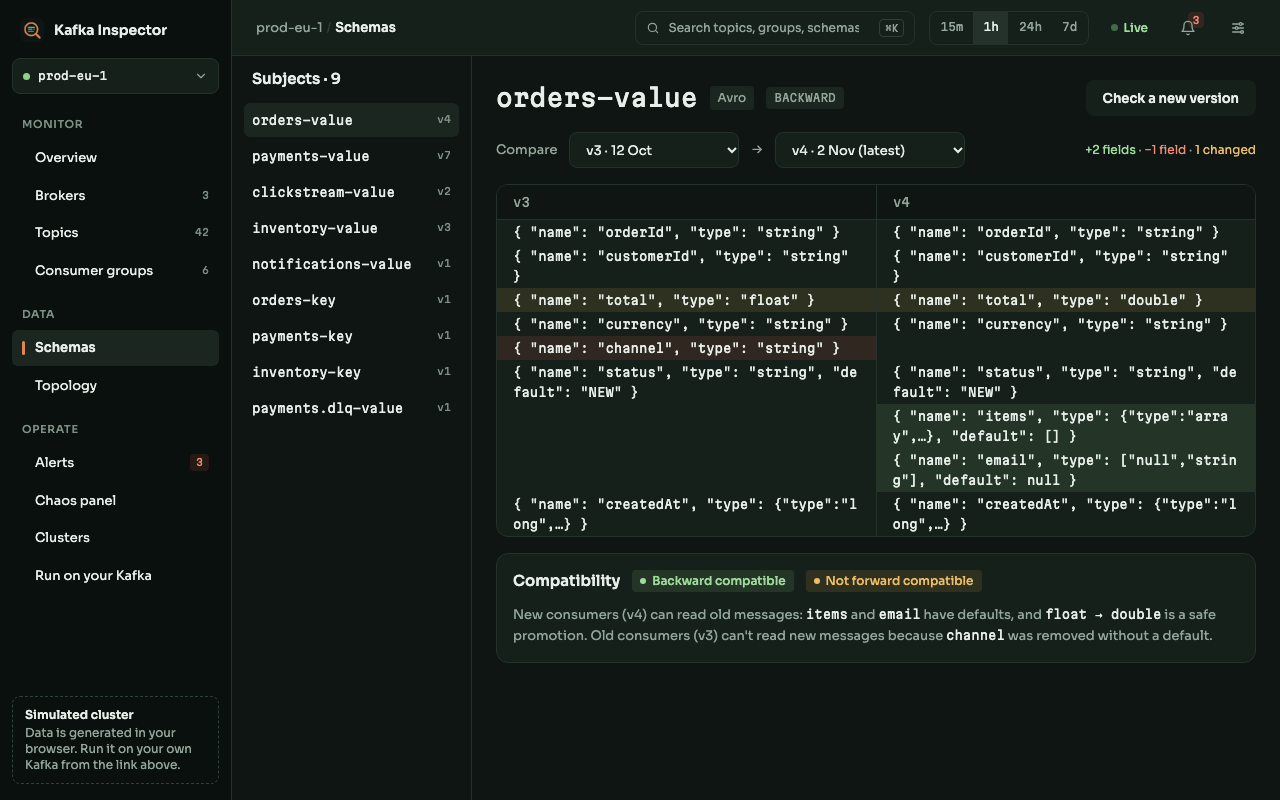 Kafka Inspector
prod-eu-1
MONITOR
Overview
Brokers 3
Topics 42
Consumer groups 6
DATA
Schemas
Topology
OPERATE
Alerts 3
Chaos panel
Clusters
Run on your Kafka
Simulated cluster
Data is generated in your
browser. Run it on your own
Kafka from the link above.
prod-eu-1 / Schemas
Search topics, groups, schemas ⌘K
15m 1h 24h 7d
Live
3
Subjects · 9
orders-value v4
payments-value v7
clickstream-value v2
inventory-value v3
notifications-value v1
orders-key v1
payments-key v1
inventory-key v1
payments.dlq-value v1
orders-value Avro BACKWARD
Check a new version
Compare v3 · 12 Oct → v4 · 2 Nov (latest)
+2 fields · −1 field · 1 changed
v3
{ "name": "orderId", "type": "string" }
{ "name": "customerId", "type": "string"
}
{ "name": "total", "type": "float" }
{ "name": "currency", "type": "string" }
{ "name": "channel", "type": "string" }
{ "name": "status", "type": "string", "de
fault": "NEW" }
{ "name": "createdAt", "type": {"type":"l
ong",…} }
v4
{ "name": "orderId", "type": "string" }
{ "name": "customerId", "type": "string"
}
{ "name": "total", "type": "double" }
{ "name": "currency", "type": "string" }
{ "name": "status", "type": "string", "de
fault": "NEW" }
{ "name": "items", "type": {"type":"arra
y",…}, "default": [] }
{ "name": "email", "type": ["null","strin
g"], "default": null }
{ "name": "createdAt", "type": {"type":"l
ong",…} }
Compatibility Backward compatible Not forward compatible
New consumers (v4) can read old messages: items and email have defaults, and float → double is a safe
promotion. Old consumers (v3) can't read new messages because channel was removed without a default.